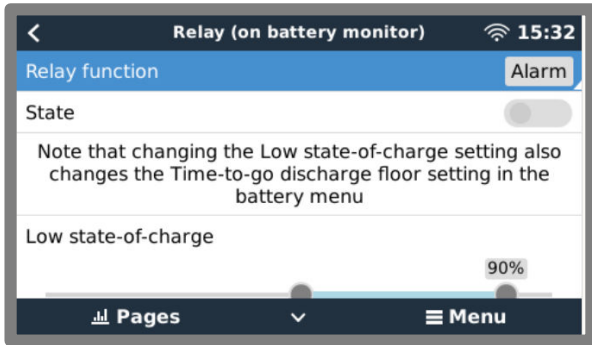 Relay (on battery monitor) 15:32
Relay function Alarm
State
Note that changing the Low state-of-charge setting also
changes the Time-to-go discharge floor setting in the
battery menu
Low state-of-charge
90%
Pages Menu